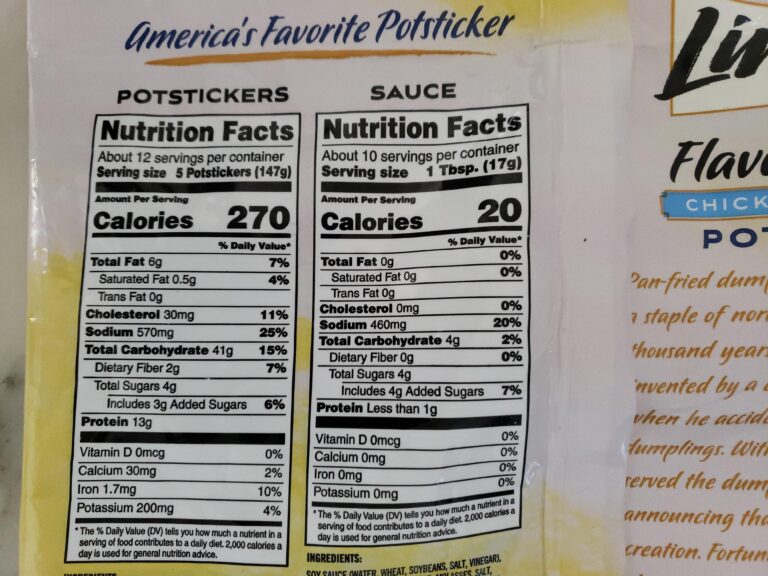 America's Favorite Potsticker
POTSTICKERS
Nutrition Facts
About 12 servings per container
Serving size 5 Potstickers (147g)
Amount Per Serving
Calories 270
% Daily Value*
Total Fat 6g 7%
Saturated Fat 0.5g 4%
Trans Fat 0g
Cholesterol 30mg 11%
Sodium 570mg 25%
Total Carbohydrate 41g 15%
Dietary Fiber 2g 7%
Total Sugars 4g
Includes 3g Added Sugars 6%
Protein 13g
Vitamin D 0mcg 0%
Calcium 30mg 2%
Iron 1.7mg 10%
Potassium 200mg 4%
* The % Daily Value (DV) tells you how much a nutrient in a
serving of food contributes to a daily diet. 2,000 calories a
day is used for general nutrition advice.
SAUCE
Nutrition Facts
About 10 servings per container
Serving size 1 Tbsp. (17g)
Amount Per Serving
Calories 20
% Daily Value*
Total Fat 0g 0%
Saturated Fat 0g 0%
Trans Fat 0g
Cholesterol 0mg 0%
Sodium 460mg 20%
Total Carbohydrate 4g 2%
Dietary Fiber 0g 0%
Total Sugars 4g
Includes 4g Added Sugars 7%
Protein Less than 1g
Vitamin D 0mcg 0%
Calcium 0mg 0%
Iron 0mg 0%
Potassium 0mg 0%
* The % Daily Value (DV) tells you how much a nutrient in a
serving of food contributes to a daily diet. 2,000 calories a
day is used for general nutrition advice.
INGREDIENTS:
SOY SAUCE (WATER, WHEAT, SOYBEANS, SALT, VINEGAR),
MOLASSES, SALT,
Lin
Flav
CHICK
POT
Pan-fried dum
a staple of nor
thousand year
invented by a
when he accid
dumplings. Wit
served the dum
announcing tha
creation. Fortun